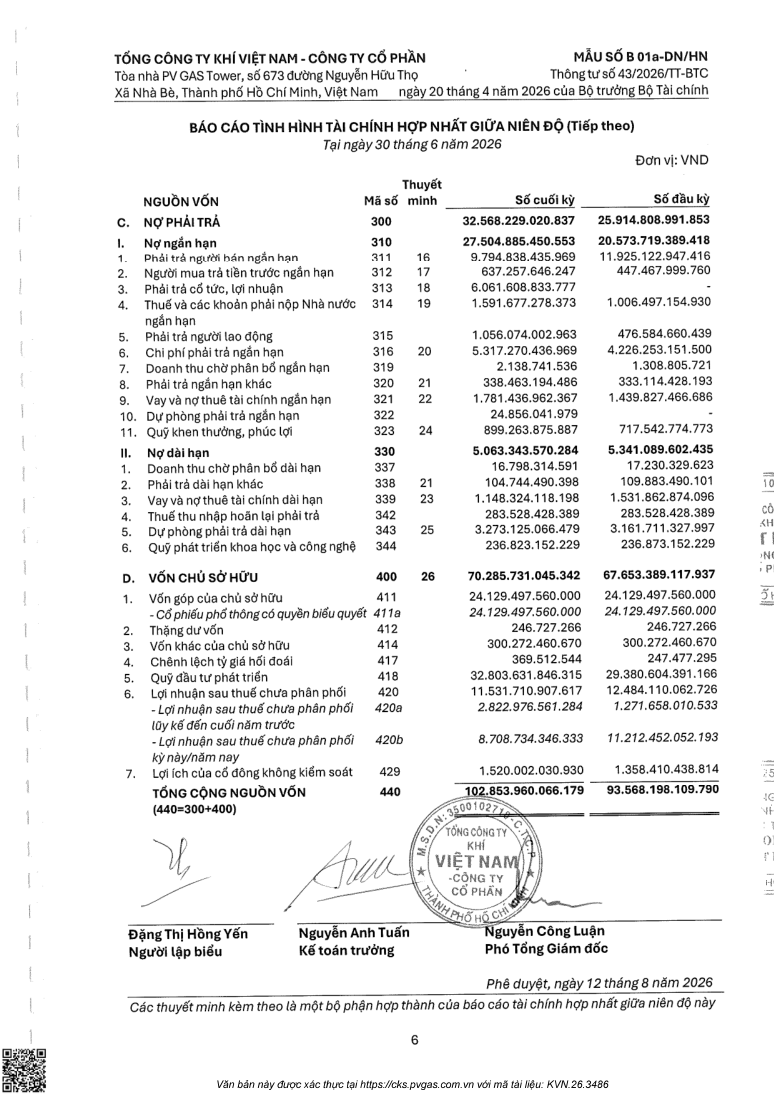 TỔNG CÔNG TY KHÍ VIỆT NAM - CÔNG TY CỔ PHẦN MẪU SỐ B 01a-DN/HN
Tòa nhà PV GAS Tower, số 673 đường Nguyễn Hữu Thọ Thông tư số 43/2026/TT-BTC
Xã Nhà Bè, Thành phố Hồ Chí Minh, Việt Nam ngày 20 tháng 4 năm 2026 của Bộ trưởng Bộ Tài chính
BÁO CÁO TÌNH HÌNH TÀI CHÍNH HỢP NHẤT GIỮA NIÊN ĐỘ (Tiếp theo)
Tại ngày 30 tháng 6 năm 2026
Đơn vị: VND
NGUỒN VỐN Mã số Thuyết minh Số cuối kỳ Số đầu kỳ
C. NỢ PHẢI TRẢ 300 32.568.229.020.837 25.914.808.991.853
I. Nợ ngắn hạn 310 27.504.885.450.553 20.573.719.389.418
1. Phải trả người bán ngắn hạn 311 16 9.794.838.435.969 11.925.122.947.416
2. Người mua trả tiền trước ngắn hạn 312 17 637.257.646.247 447.467.999.760
3. Phải trả cổ tức, lợi nhuận 313 18 6.061.608.833.777 -
4. Thuế và các khoản phải nộp Nhà nước 314 19 1.591.677.278.373 1.006.497.154.930
ngắn hạn
5. Phải trả người lao động 315 1.056.074.002.963 476.584.660.439
6. Chi phí phải trả ngắn hạn 316 20 5.317.270.436.969 4.226.253.151.500
7. Doanh thu chờ phân bổ ngắn hạn 319 2.138.741.536 1.308.805.721
8. Phải trả ngắn hạn khác 320 21 338.463.194.486 333.114.428.193
9. Vay và nợ thuê tài chính ngắn hạn 321 22 1.781.436.962.367 1.439.827.466.686
10. Dự phòng phải trả ngắn hạn 322 24.856.041.979 -
11. Quỹ khen thưởng, phúc lợi 323 24 899.263.875.887 717.542.774.773
II. Nợ dài hạn 330 5.063.343.570.284 5.341.089.602.435
1. Doanh thu chờ phân bổ dài hạn 337 16.798.314.591 17.230.329.623
2. Phải trả dài hạn khác 338 21 104.744.490.398 109.883.490.101
3. Vay và nợ thuê tài chính dài hạn 339 23 1.148.324.118.198 1.531.862.874.096
4. Thuế thu nhập hoãn lại phải trả 342 283.528.428.389 283.528.428.389
5. Dự phòng phải trả dài hạn 343 25 3.273.125.066.479 3.161.711.327.997
6. Quỹ phát triển khoa học và công nghệ 344 236.823.152.229 236.873.152.229
D. VỐN CHỦ SỞ HỮU 400 26 70.285.731.045.342 67.653.389.117.937
1. Vốn góp của chủ sở hữu 411 24.129.497.560.000 24.129.497.560.000
- Cổ phiếu phổ thông có quyền biểu quyết 411a 24.129.497.560.000 24.129.497.560.000
2. Thặng dư vốn 412 246.727.266 246.727.266
3. Vốn khác của chủ sở hữu 414 300.272.460.670 300.272.460.670
4. Chênh lệch tỷ giá hối đoái 417 369.512.544 247.477.295
5. Quỹ đầu tư phát triển 418 32.803.631.846.315 29.380.604.391.166
6. Lợi nhuận sau thuế chưa phân phối 420 11.531.710.907.617 12.484.110.062.726
- Lợi nhuận sau thuế chưa phân phối 420a 2.822.976.561.284 1.271.658.010.533
lũy kế đến cuối năm trước
- Lợi nhuận sau thuế chưa phân phối 420b 8.708.734.346.333 11.212.452.052.193
kỳ này/năm nay
7. Lợi ích của cổ đông không kiểm soát 429 1.520.002.030.930 1.358.410.438.814
TỔNG CỘNG NGUỒN VỐN 440 102.853.960.066.179 93.568.198.109.790
(440=300+400)
M.S.D.N: 3500102710-C.T.C.P
TỔNG CÔNG TY
KHÍ
VIỆT NAM
-CÔNG TY
CỔ PHẦN
THÀNH PHỐ HỒ CHÍ MINH
Đặng Thị Hồng Yến Nguyễn Anh Tuấn Nguyễn Công Luận
Người lập biểu Kế toán trưởng Phó Tổng Giám đốc
Phê duyệt, ngày 12 tháng 8 năm 2026
Các thuyết minh kèm theo là một bộ phận hợp thành của báo cáo tài chính hợp nhất giữa niên độ này
6
Văn bản này được xác thực tại https://cks.pvgas.com.vn với mã tài liệu: KVN.26.3486